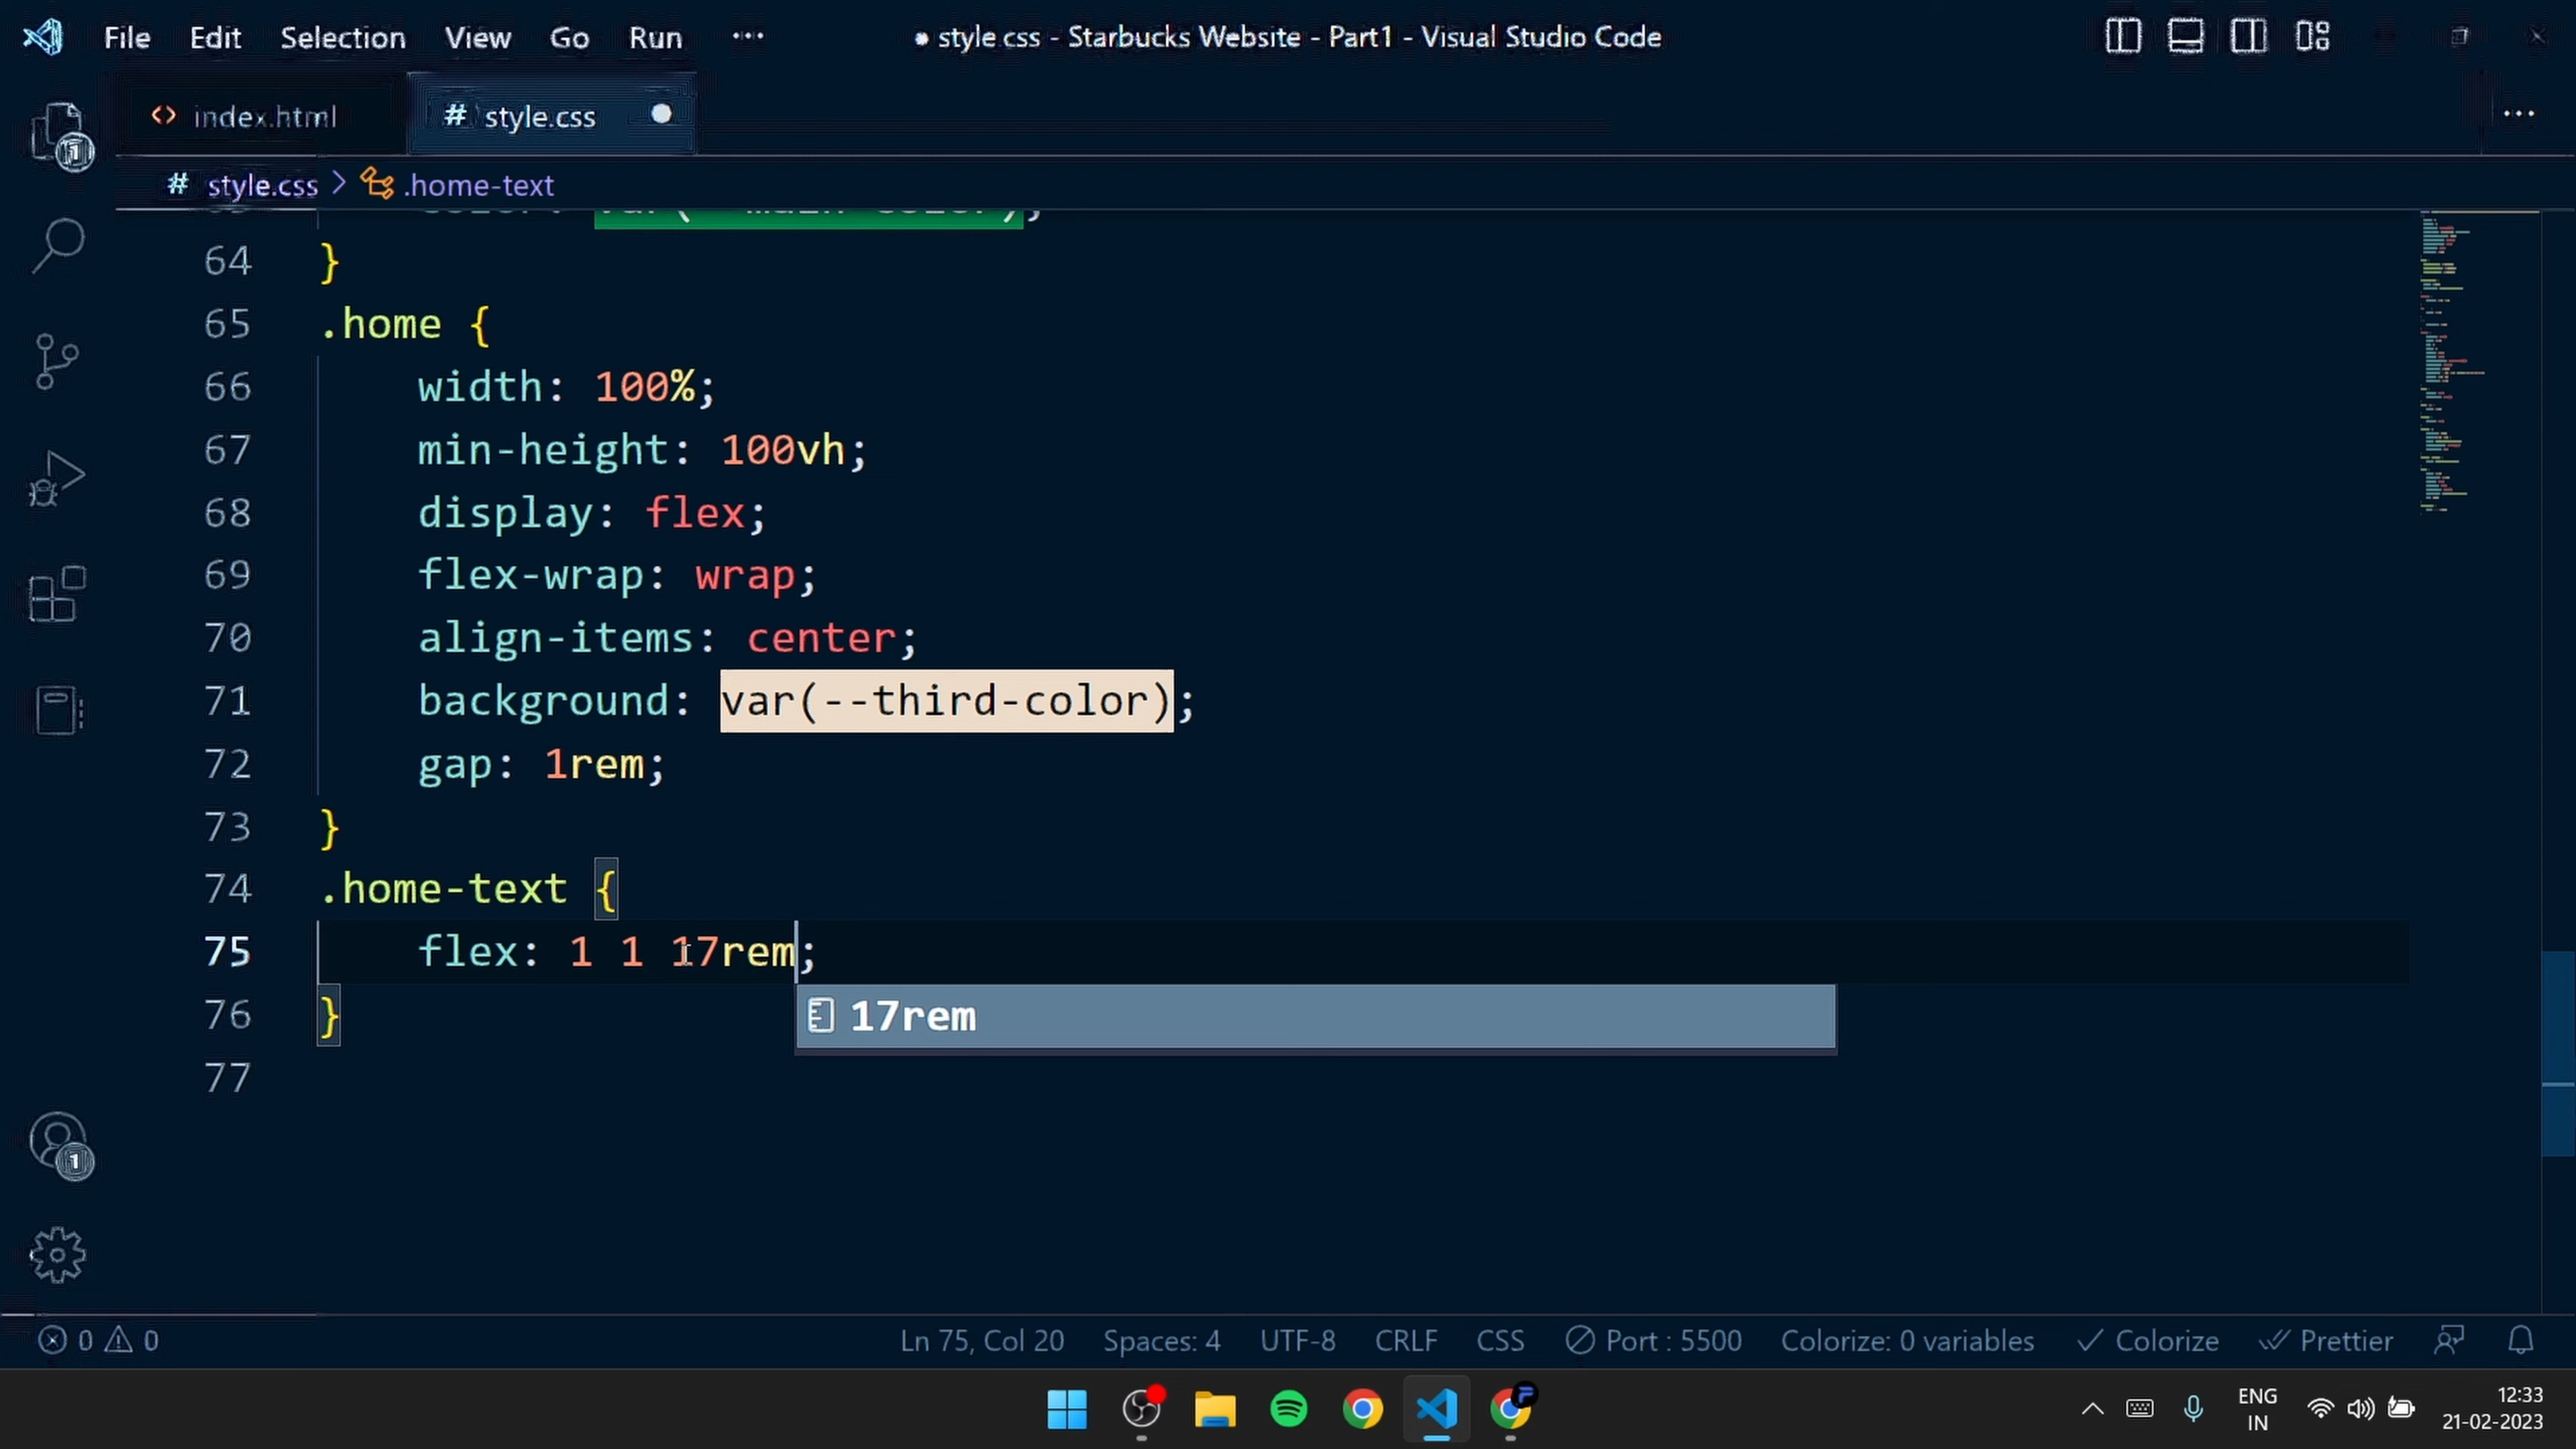 File Edit Selection View Go Run ··· ● style.css - Starbucks Website - Part1 - Visual Studio Code
<> index.html # style.css ● ···
1
# style.css > .home-text
64 }
65 .home {
66 width: 100%;
67 min-height: 100vh;
68 display: flex;
69 flex-wrap: wrap;
70 align-items: center;
71 background: var(--third-color);
72 gap: 1rem;
73 }
74 .home-text {
75 flex: 1 1 17rem;
76 } 17rem
77
1
0 0 Ln 75, Col 20 Spaces: 4 UTF-8 CRLF CSS Port : 5500 Colorize: 0 variables Colorize Prettier
ENG 12:33
IN 21-02-2023